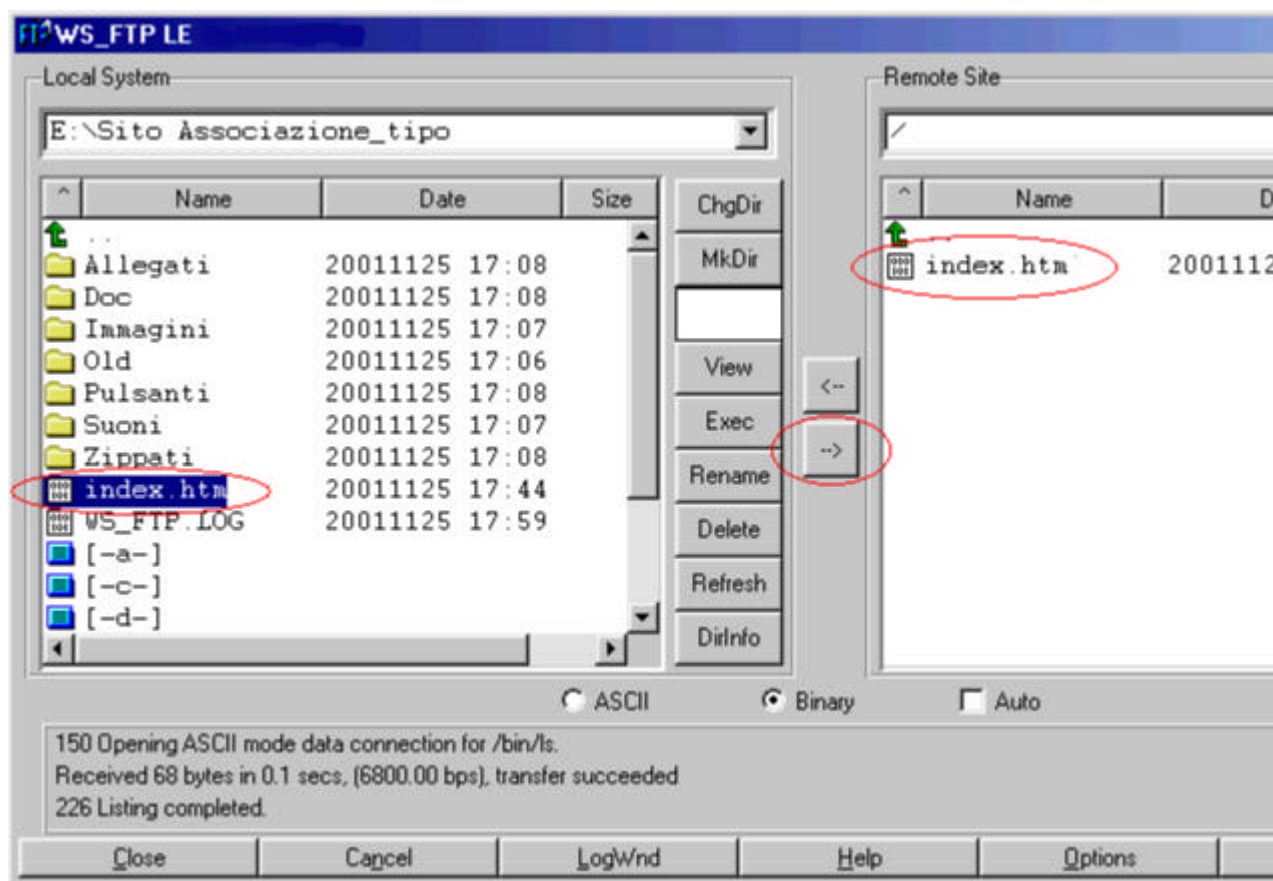 WS_FTP LE
Local System
E:\Sito Associazione_tipo
^ Name Date Size
..
Allegati 20011125 17:08
Doc 20011125 17:08
Immagini 20011125 17:07
Old 20011125 17:06
Pulsanti 20011125 17:08
Suoni 20011125 17:07
Zippati 20011125 17:08
index.htm 20011125 17:44
WS_FTP.LOG 20011125 17:59
[-a-]
[-c-]
[-d-]
ChgDir
MkDir
View
Exec
Rename
Delete
Refresh
DirInfo
<--
-->
Remote Site
/
^ Name D
..
index.htm 2001112
ASCII Binary Auto
150 Opening ASCII mode data connection for /bin/ls.
Received 68 bytes in 0.1 secs, (6800.00 bps), transfer succeeded
226 Listing completed.
Close Cancel LogWnd Help Options